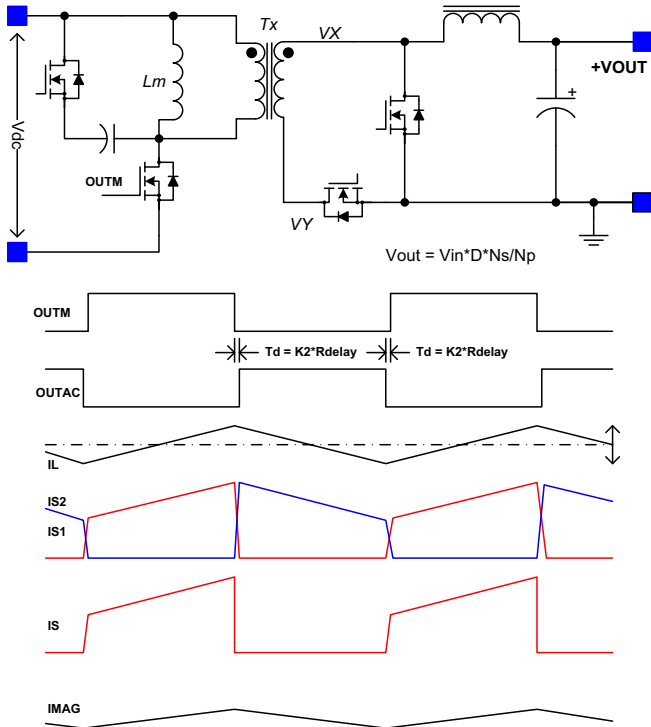 Tx
VX
Lm
+VOUT
+
Vdc
OUTM
VY
Vout = Vin*D*Ns/Np
OUTM
Td = K2*Rdelay
Td = K2*Rdelay
OUTAC
IL
IS2
IS1
IS
IMAG